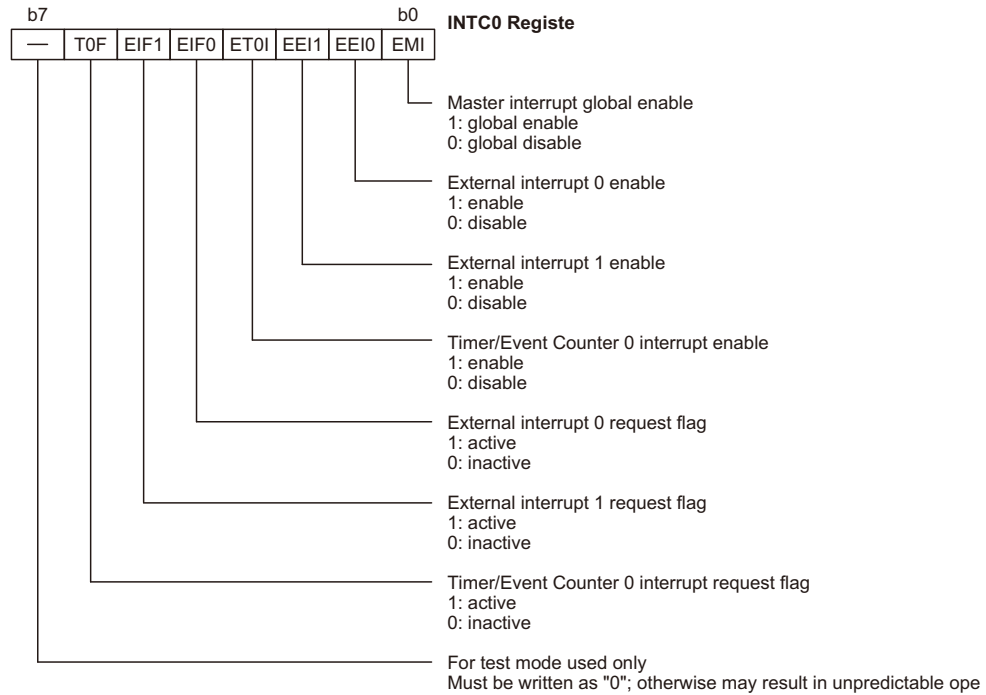 b7 b0
INTC0 Registe
— T0F EIF1 EIF0 ET0I EEI1 EEI0 EMI
Master interrupt global enable
1: global enable
0: global disable
External interrupt 0 enable
1: enable
0: disable
External interrupt 1 enable
1: enable
0: disable
Timer/Event Counter 0 interrupt enable
1: enable
0: disable
External interrupt 0 request flag
1: active
0: inactive
External interrupt 1 request flag
1: active
0: inactive
Timer/Event Counter 0 interrupt request flag
1: active
0: inactive
For test mode used only
Must be written as "0"; otherwise may result in unpredictable ope